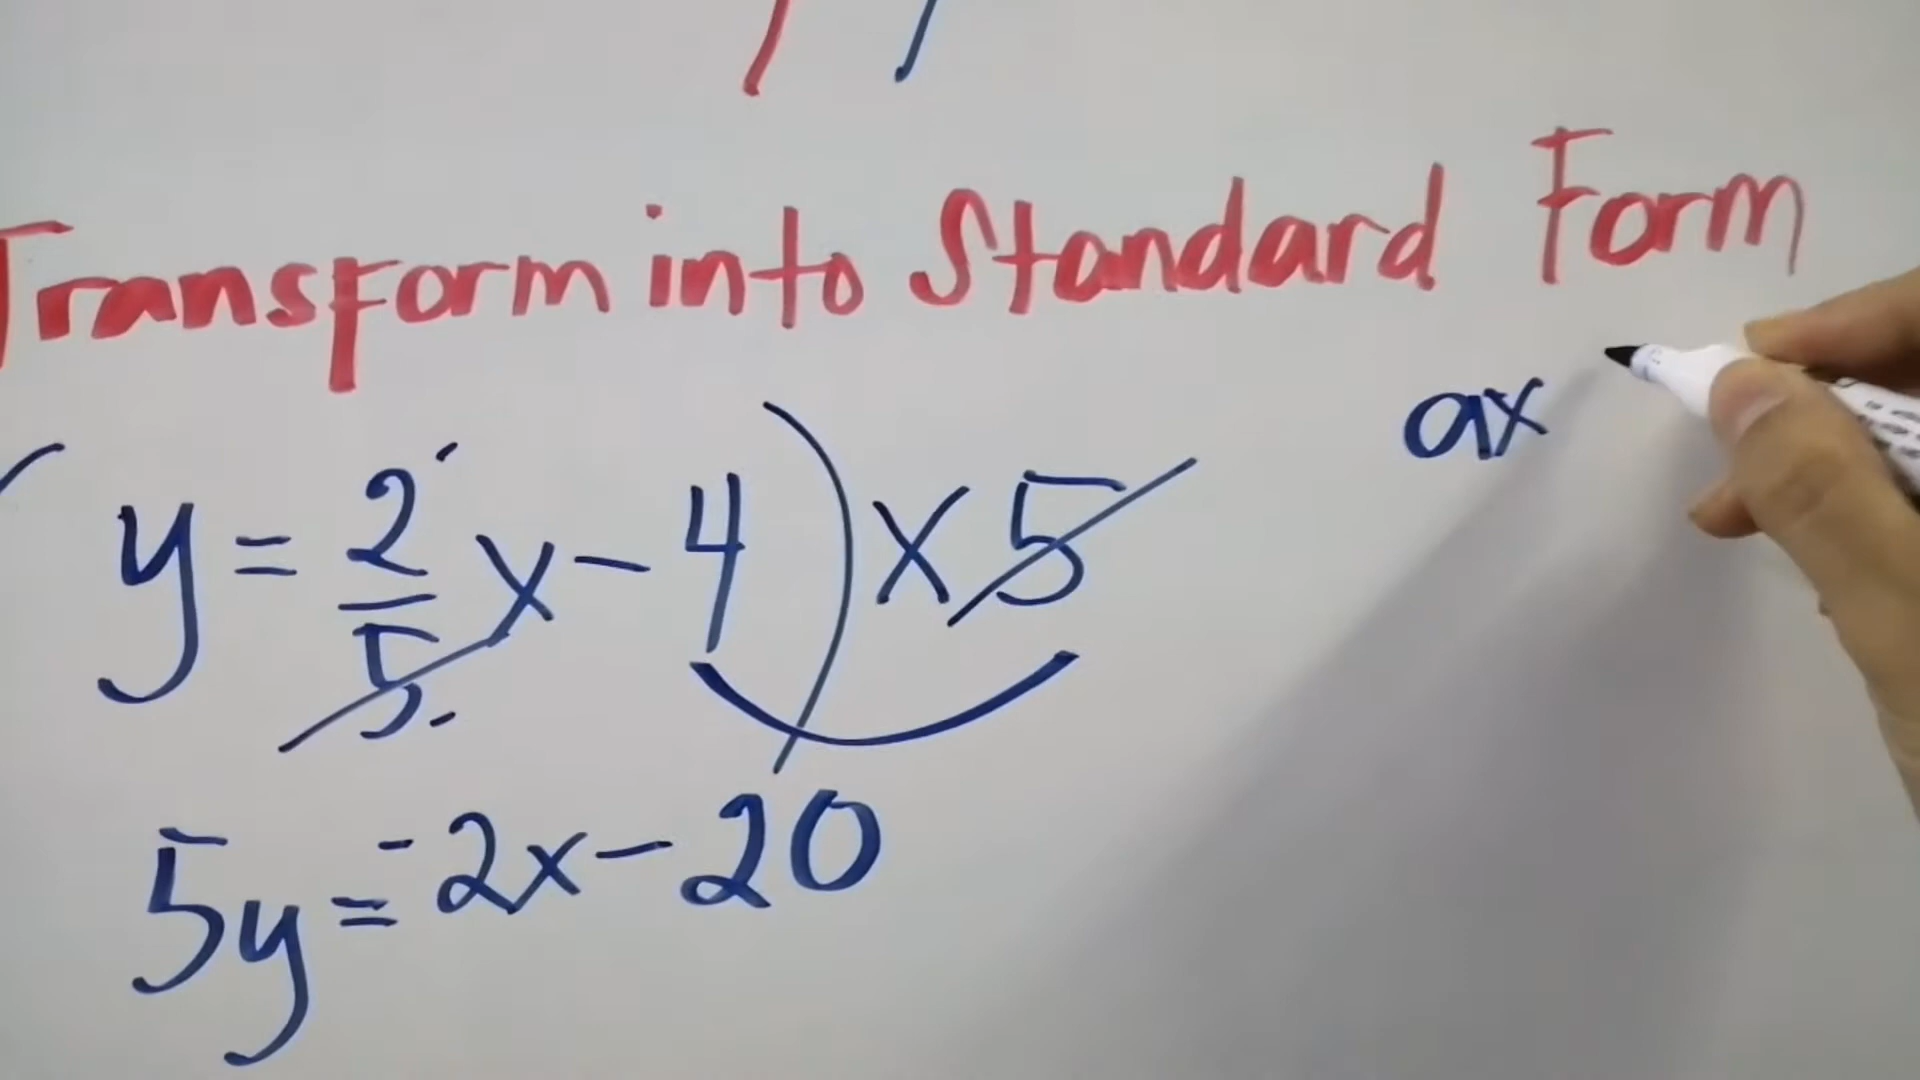 Transform into Standard Form
ax
y = 2/5 x - 4) x 5
5y = -2x - 20